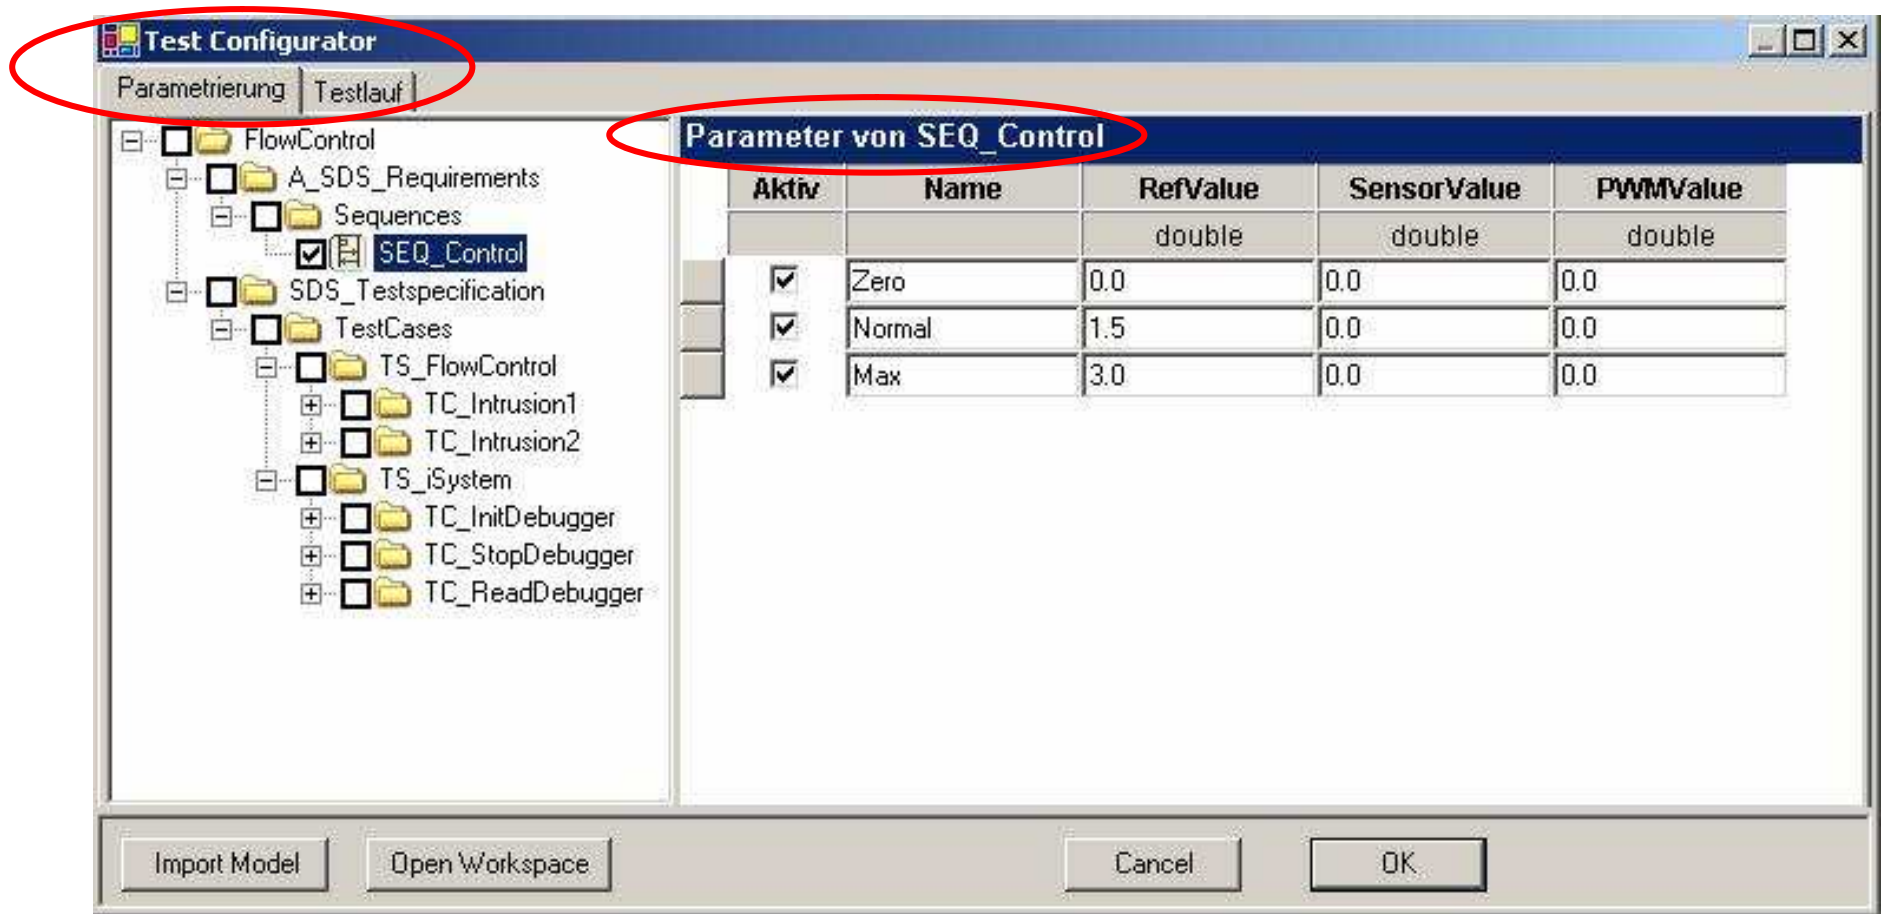 Test Configurator
Parametrierung Testlauf
FlowControl
A_SDS_Requirements
Sequences
SEQ_Control
SDS_Testspecification
TestCases
TS_FlowControl
TC_Intrusion1
TC_Intrusion2
TS_iSystem
TC_InitDebugger
TC_StopDebugger
TC_ReadDebugger
Parameter von SEQ_Control
Aktiv Name RefValue SensorValue PWMValue
double double double
Zero 0.0 0.0 0.0
Normal 1.5 0.0 0.0
Max 3.0 0.0 0.0
Import Model Open Workspace Cancel OK